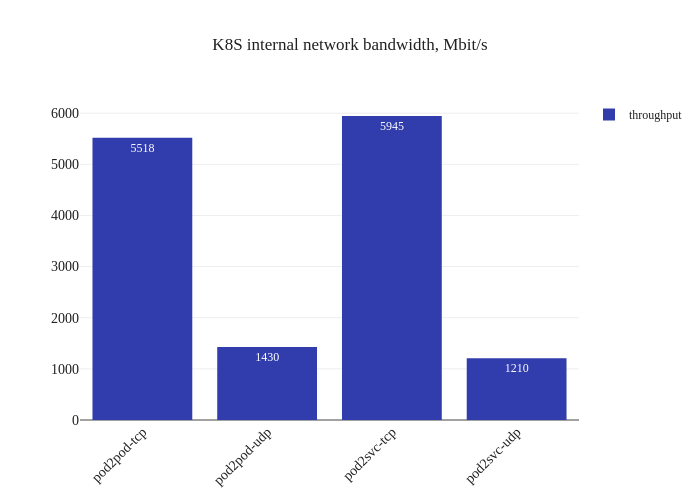 K8S internal network bandwidth, Mbit/s
throughput
6000
5000
4000
3000
2000
1000
0
5518
1430
5945
1210
pod2pod-tcp
pod2pod-udp
pod2svc-tcp
pod2svc-udp